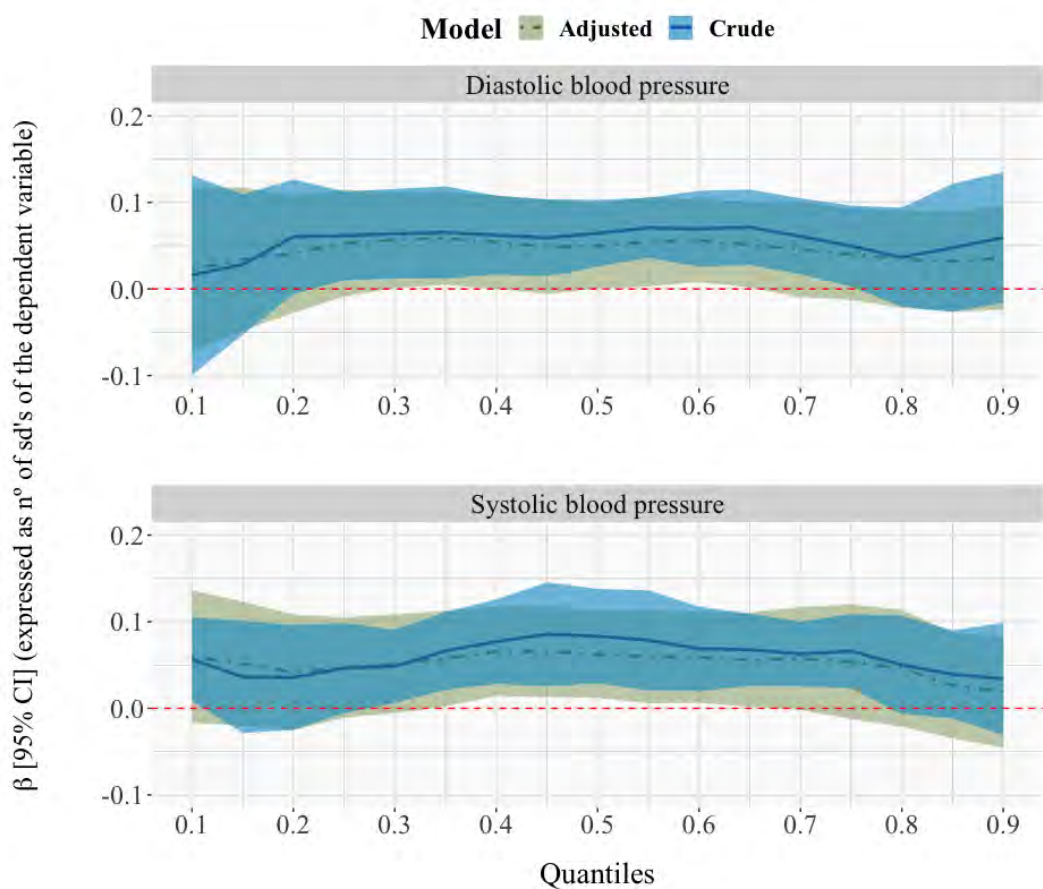 Model Adjusted Crude
Diastolic blood pressure
0.2
0.1
0.0
-0.1
0.1 0.2 0.3 0.4 0.5 0.6 0.7 0.8 0.9
β [95% CI] (expressed as nº of sd's of the dependent variable)
Systolic blood pressure
0.2
0.1
0.0
-0.1
0.1 0.2 0.3 0.4 0.5 0.6 0.7 0.8 0.9
Quantiles